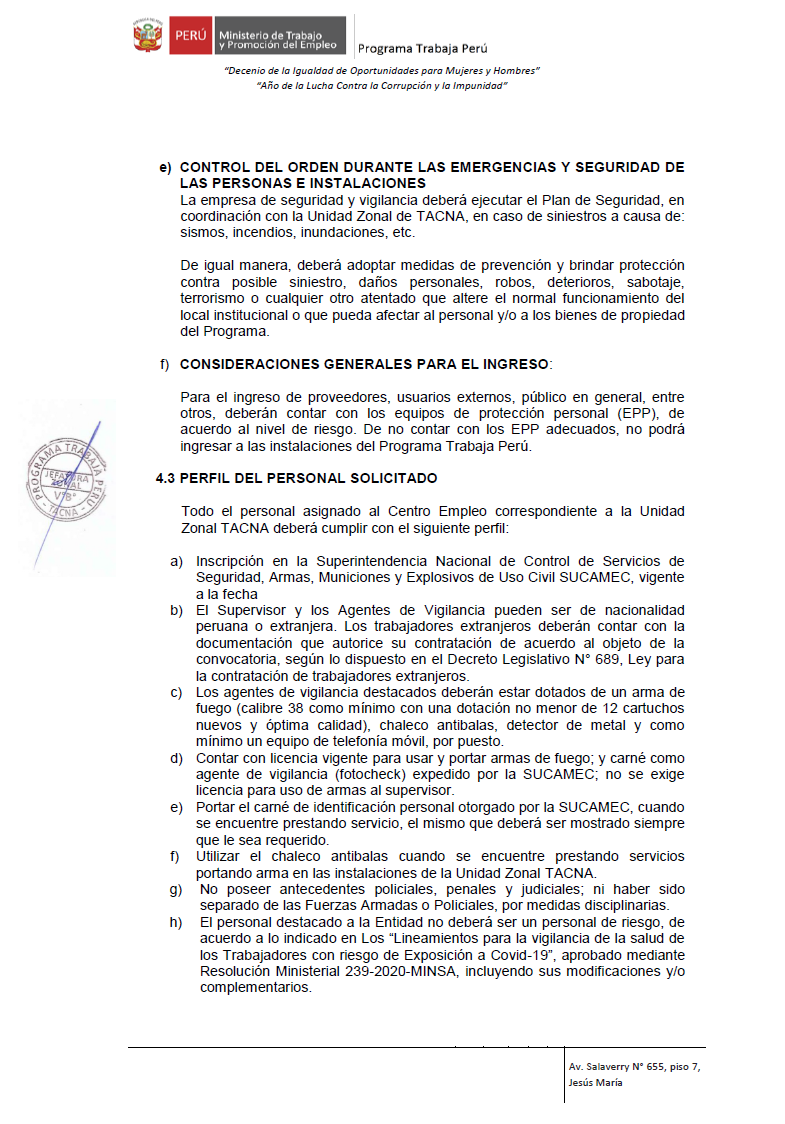 PERÚ
Ministerio de Trabajo
y Promoción del Empleo
Programa Trabaja Perú
“Decenio de la Igualdad de Oportunidades para Mujeres y Hombres”
“Año de la Lucha Contra la Corrupción y la Impunidad”
e) CONTROL DEL ORDEN DURANTE LAS EMERGENCIAS Y SEGURIDAD DE
LAS PERSONAS E INSTALACIONES
La empresa de seguridad y vigilancia deberá ejecutar el Plan de Seguridad, en
coordinación con la Unidad Zonal de TACNA, en caso de siniestros a causa de:
sismos, incendios, inundaciones, etc.
De igual manera, deberá adoptar medidas de prevención y brindar protección
contra posible siniestro, daños personales, robos, deterioros, sabotaje,
terrorismo o cualquier otro atentado que altere el normal funcionamiento del
local institucional o que pueda afectar al personal y/o a los bienes de propiedad
del Programa.
f) CONSIDERACIONES GENERALES PARA EL INGRESO:
Para el ingreso de proveedores, usuarios externos, público en general, entre
otros, deberán contar con los equipos de protección personal (EPP), de
acuerdo al nivel de riesgo. De no contar con los EPP adecuados, no podrá
ingresar a las instalaciones del Programa Trabaja Perú.
PROGRAMA TRABAJA PERÚ
JEFATURA
ZONAL
V°B°
- TACNA -
4.3 PERFIL DEL PERSONAL SOLICITADO
Todo el personal asignado al Centro Empleo correspondiente a la Unidad
Zonal TACNA deberá cumplir con el siguiente perfil:
a) Inscripción en la Superintendencia Nacional de Control de Servicios de
Seguridad, Armas, Municiones y Explosivos de Uso Civil SUCAMEC, vigente
a la fecha
b) El Supervisor y los Agentes de Vigilancia pueden ser de nacionalidad
peruana o extranjera. Los trabajadores extranjeros deberán contar con la
documentación que autorice su contratación de acuerdo al objeto de la
convocatoria, según lo dispuesto en el Decreto Legislativo N° 689, Ley para
la contratación de trabajadores extranjeros.
c) Los agentes de vigilancia destacados deberán estar dotados de un arma de
fuego (calibre 38 como mínimo con una dotación no menor de 12 cartuchos
nuevos y óptima calidad), chaleco antibalas, detector de metal y como
mínimo un equipo de telefonía móvil, por puesto.
d) Contar con licencia vigente para usar y portar armas de fuego; y carné como
agente de vigilancia (fotocheck) expedido por la SUCAMEC; no se exige
licencia para uso de armas al supervisor.
e) Portar el carné de identificación personal otorgado por la SUCAMEC, cuando
se encuentre prestando servicio, el mismo que deberá ser mostrado siempre
que le sea requerido.
f) Utilizar el chaleco antibalas cuando se encuentre prestando servicios
portando arma en las instalaciones de la Unidad Zonal TACNA.
g) No poseer antecedentes policiales, penales y judiciales; ni haber sido
separado de las Fuerzas Armadas o Policiales, por medidas disciplinarias.
h) El personal destacado a la Entidad no deberá ser un personal de riesgo, de
acuerdo a lo indicado en Los “Lineamientos para la vigilancia de la salud de
los Trabajadores con riesgo de Exposición a Covid-19”, aprobado mediante
Resolución Ministerial 239-2020-MINSA, incluyendo sus modificaciones y/o
complementarios.
Av. Salaverry N° 655, piso 7,
Jesús María